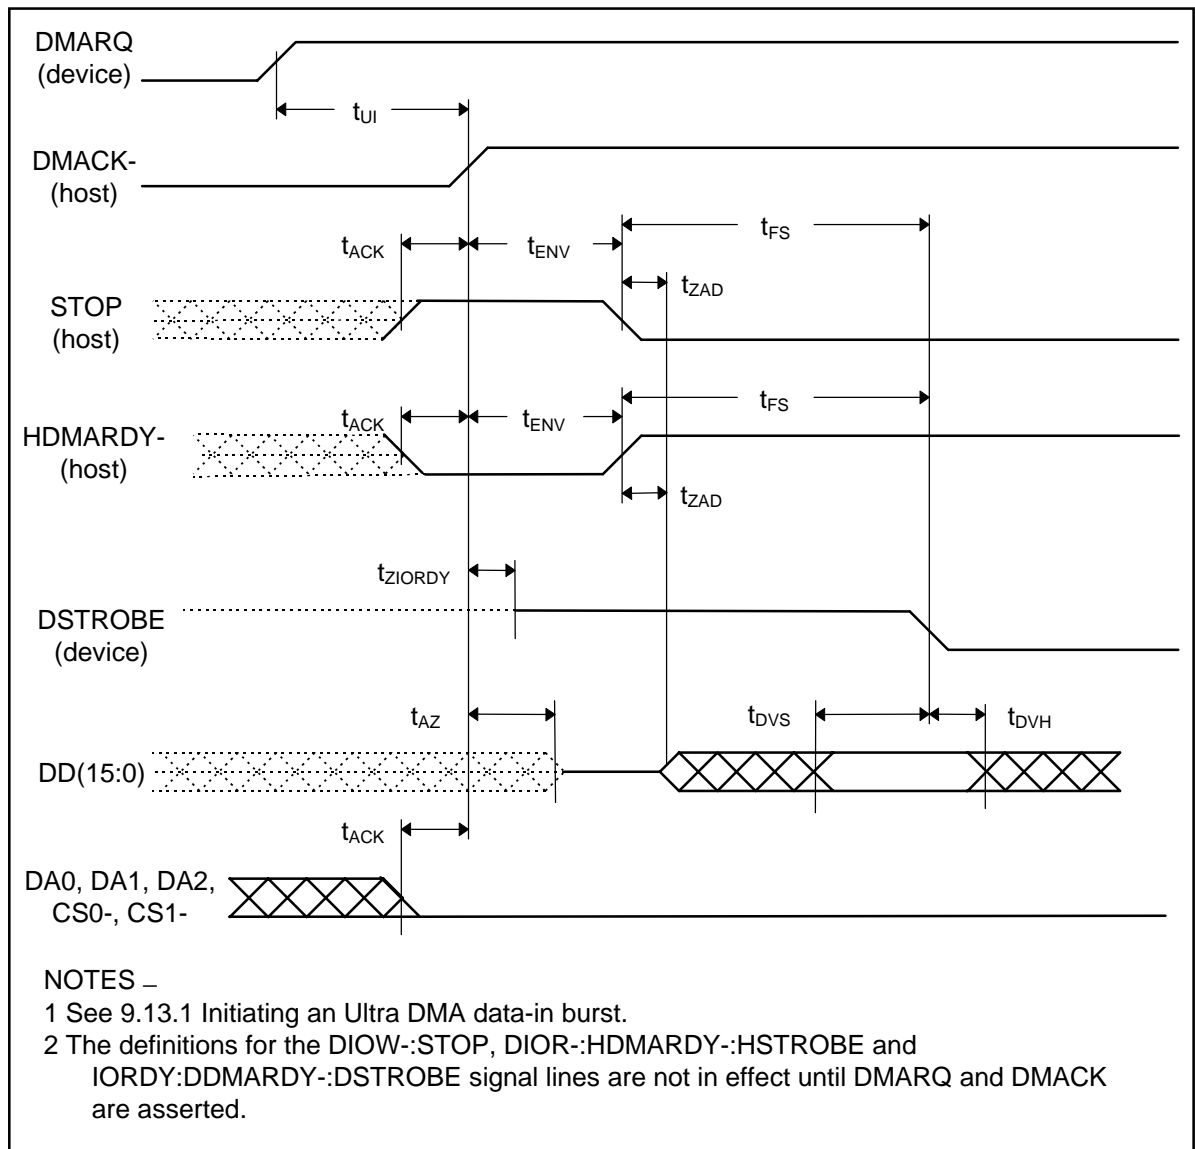 DMARQ
(device)
tUI
DMACK-
(host)
tFS
tACK
tENV
tZAD
STOP
(host)
tFS
tACK
tENV
HDMARDY-
(host)
tZAD
tZIORDY
DSTROBE
(device)
tAZ
tDVS
tDVH
DD(15:0)
tACK
DA0, DA1, DA2,
CS0-, CS1-
NOTES –
1 See 9.13.1 Initiating an Ultra DMA data-in burst.
2 The definitions for the DIOW-:STOP, DIOR-:HDMARDY-:HSTROBE and
IORDY:DDMARDY-:DSTROBE signal lines are not in effect until DMARQ and DMACK
are asserted.